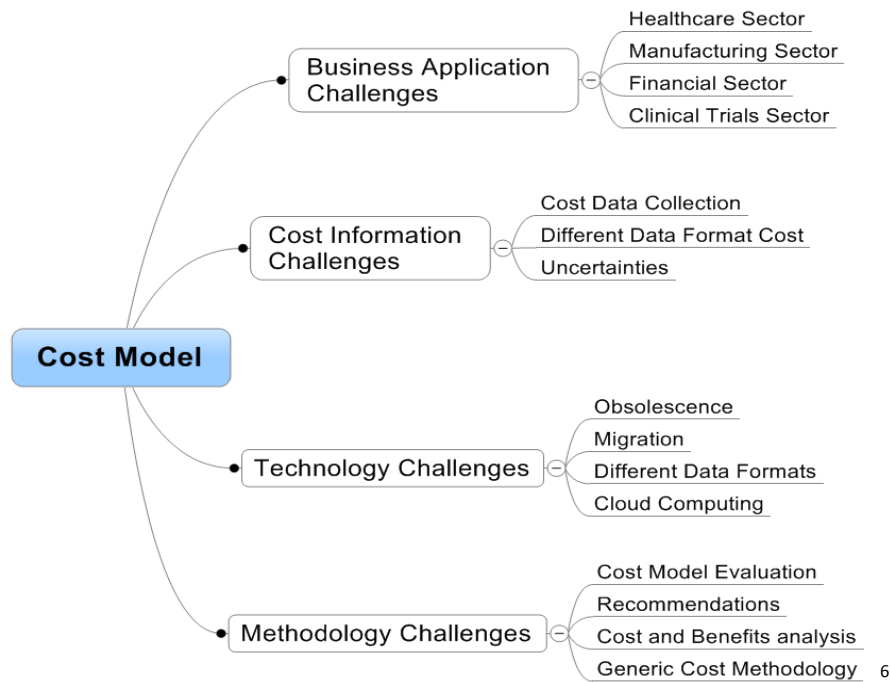 Healthcare Sector
Business Application
Challenges
Manufacturing Sector
Financial Sector
Clinical Trials Sector
Cost Information
Challenges
Cost Data Collection
Different Data Format Cost
Uncertainties
Cost Model
Technology Challenges
Obsolescence
Migration
Different Data Formats
Cloud Computing
Methodology Challenges
Cost Model Evaluation
Recommendations
Cost and Benefits analysis
Generic Cost Methodology
6